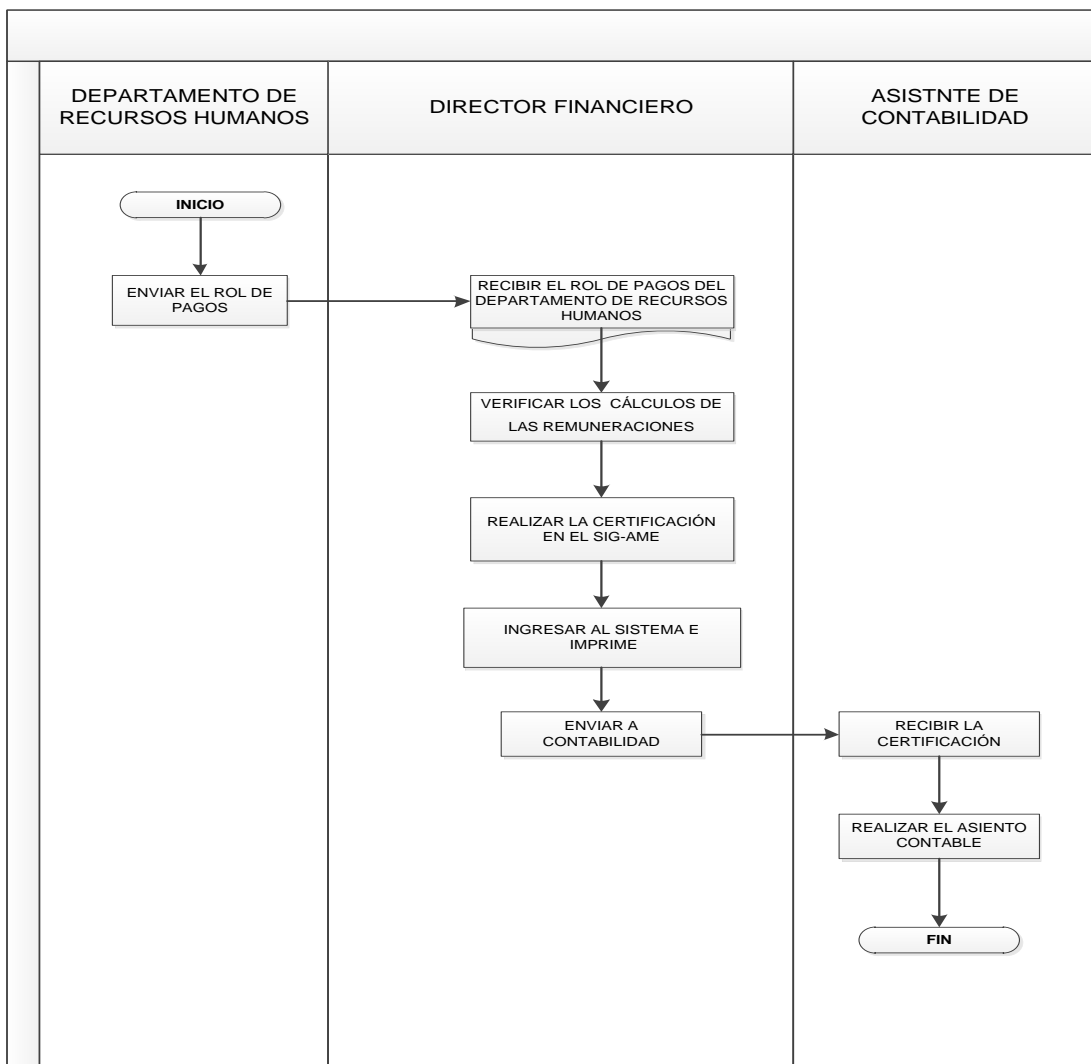 DEPARTAMENTO DE
RECURSOS HUMANOS
DIRECTOR FINANCIERO
ASISTNTE DE
CONTABILIDAD
INICIO
ENVIAR EL ROL DE
PAGOS
RECIBIR EL ROL DE PAGOS DEL
DEPARTAMENTO DE RECURSOS
HUMANOS
VERIFICAR LOS CÁLCULOS DE
LAS REMUNERACIONES
REALIZAR LA CERTIFICACIÓN
EN EL SIG-AME
INGRESAR AL SISTEMA E
IMPRIME
ENVIAR A
CONTABILIDAD
RECIBIR LA
CERTIFICACIÓN
REALIZAR EL ASIENTO
CONTABLE
FIN